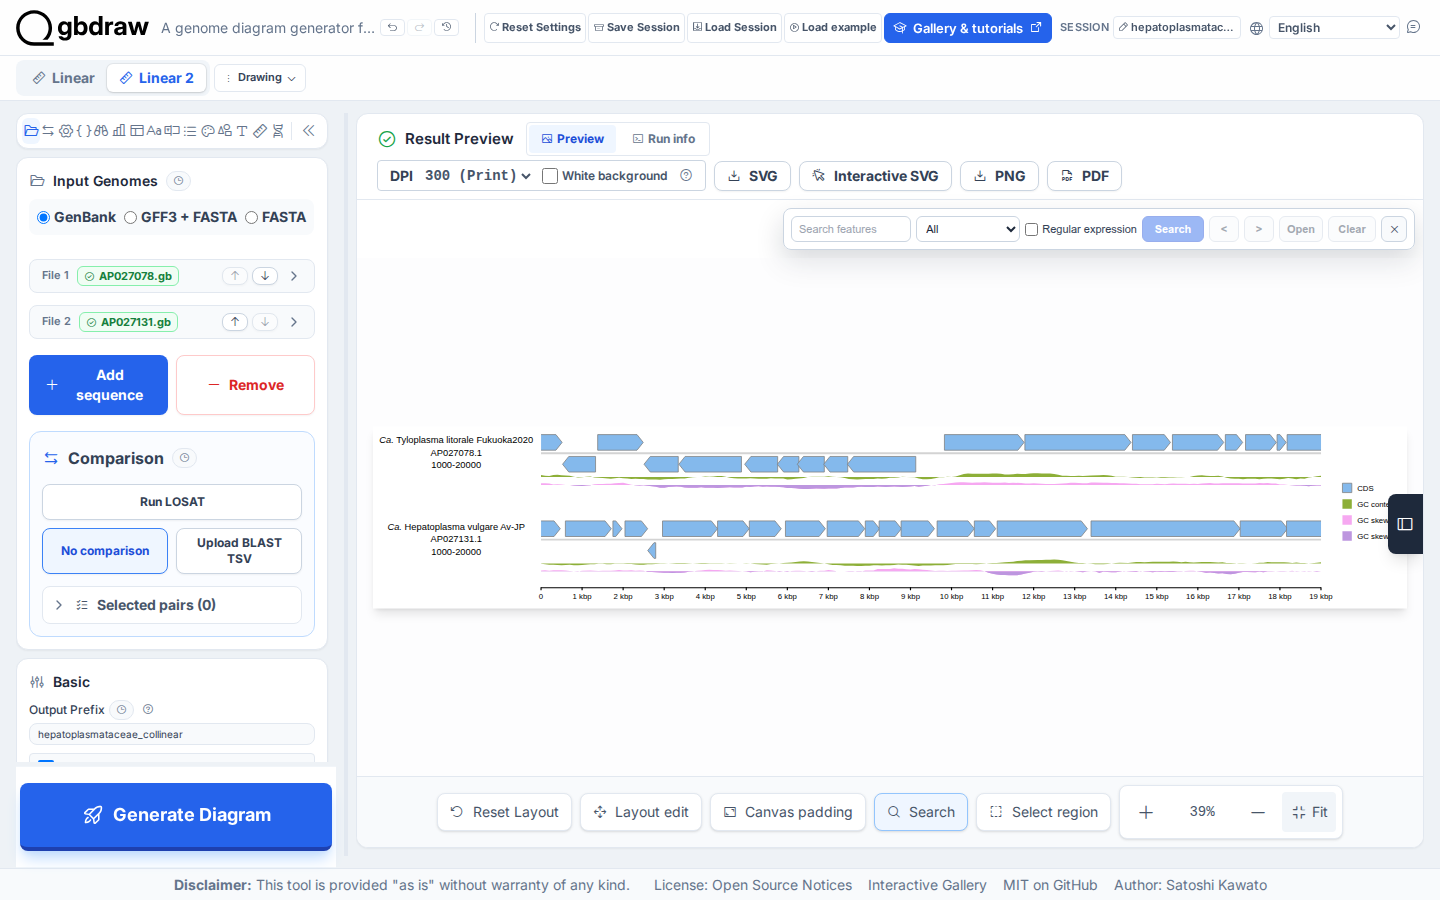 gbdraw A genome diagram generator f... Reset Settings Save Session Load Session Load example Gallery & tutorials SESSION hepatoplasmatac... English
Linear Linear 2 Drawing
Input Genomes
GenBank GFF3 + FASTA FASTA
File 1 AP027078.gb
File 2 AP027131.gb
Add sequence
Remove
Comparison
Run LOSAT
No comparison
Upload BLAST TSV
Selected pairs (0)
Basic
Output Prefix
hepatoplasmataceae_collinear
Generate Diagram
Result Preview Preview Run info
DPI 300 (Print) White background SVG Interactive SVG PNG PDF
Search features All Regular expression Search < > Open Clear
Ca. Tyloplasma litorale Fukuoka2020
AP027078.1
1000-20000
Ca. Hepatoplasma vulgare Av-JP
AP027131.1
1000-20000
0 1 kbp 2 kbp 3 kbp 4 kbp 5 kbp 6 kbp 7 kbp 8 kbp 9 kbp 10 kbp 11 kbp 12 kbp 13 kbp 14 kbp 15 kbp 16 kbp 17 kbp 18 kbp 19 kbp
CDS
GC conte
GC skew
GC skew
Reset Layout Layout edit Canvas padding Search Select region 39% Fit
Disclaimer: This tool is provided "as is" without warranty of any kind. License: Open Source Notices Interactive Gallery MIT on GitHub Author: Satoshi Kawato